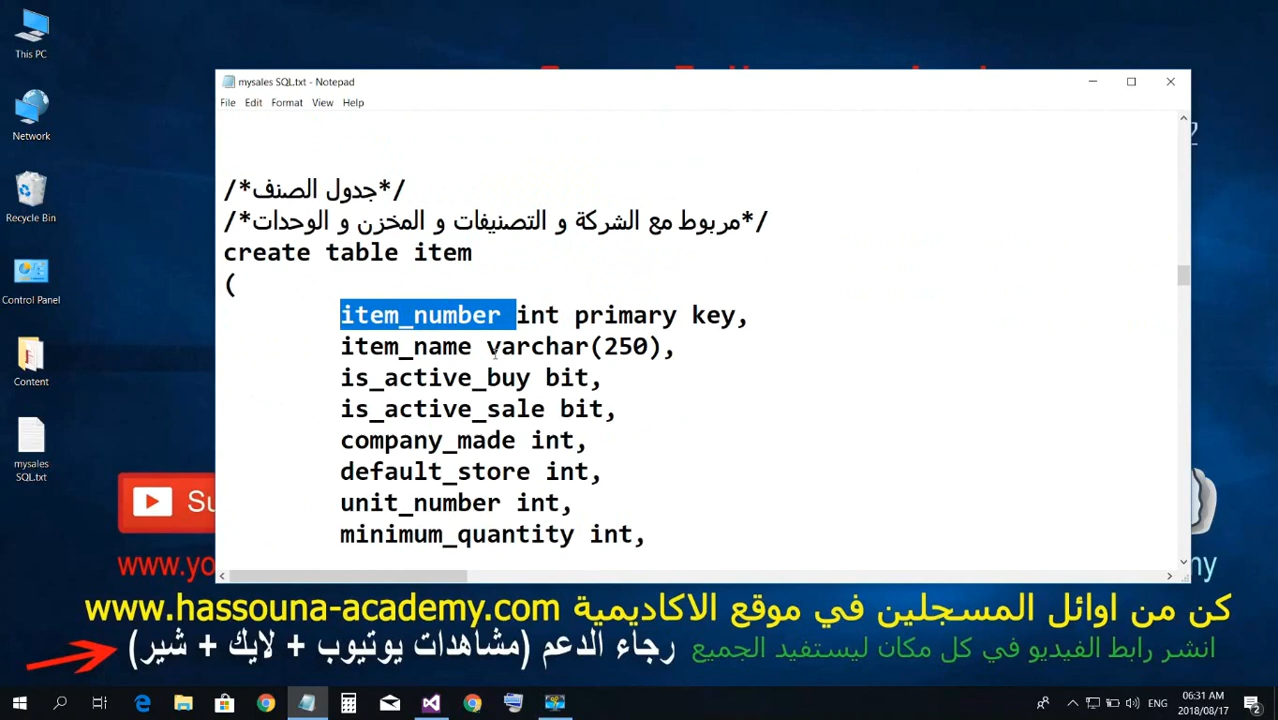 This PC
Network
Recycle Bin
Control Panel
Content
mysales
SQL.txt
mysales SQL.txt - Notepad
File Edit Format View Help
/*جدول الصنف*/
/*مربوط مع الشركة و التصنيفات و المخزن و الوحدات*/
create table item
(
item_number int primary key,
item_name varchar(250),
is_active_buy bit,
is_active_sale bit,
company_made int,
default_store int,
unit_number int,
minimum_quantity int,
كن من اوائل المسجلين في موقع الاكاديمية www.hassouna-academy.com
انشر رابط الفيديو في كل مكان ليستفيد الجميع رجاء الدعم (مشاهدات يوتيوب + لايك + شير)
ENG
06:31 AM
2018/08/17
2